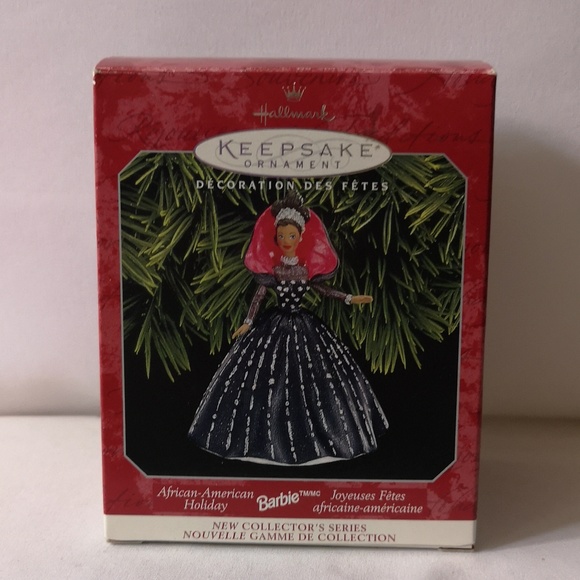 Hallmark
KEEPSAKE®
ORNAMENT
DÉCORATION DES FÊTES
African-American Holiday
Barbie™/MC
Joyeuses Fêtes africaine-américaine
NEW COLLECTOR'S SERIES
NOUVELLE GAMME DE COLLECTION